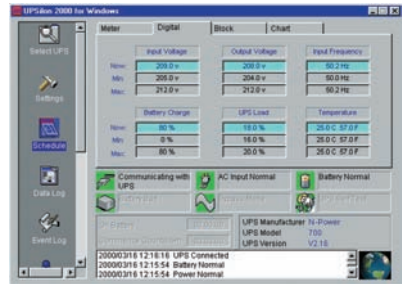 UPSilon 2000 for Windows
Meter Digital Block Chart
Select UPS
Settings
Schedule
Data Log
Event Log
Input Voltage Output Voltage Input Frequency
Now: 209.0 v 208.0 v 50.2 Hz
Min: 205.0 v 204.0 v 50.0 Hz
Max: 212.0 v 212.0 v 50.2 Hz
Battery Charge UPS Load Temperature
Now: 80 % 18.0 % 25.0 C 57.0 F
Min: 0 % 16.0 % 25.0 C 57.0 F
Max: 80 % 20.0 % 25.0 C 57.0 F
Communicating with UPS AC Input Normal Battery Normal
UPS Manufacturer N-Power
UPS Model 700
UPS Version V2.18
2000/03/16 12:16:16 UPS Connected
2000/03/16 12:15:54 Battery Normal
2000/03/16 12:15:54 Power Normal